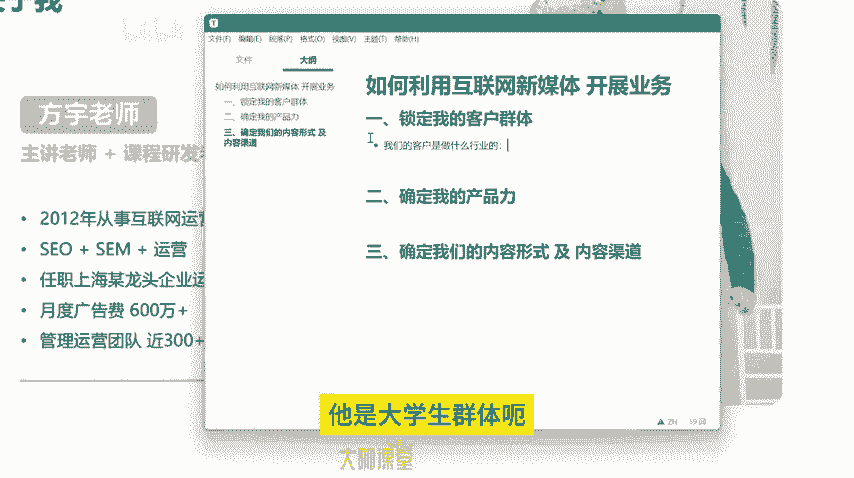 于我
方宇老师
主讲老师 + 课程研发
• 2012年从事互联网运营
• SEO + SEM + 运营
• 任职上海某龙头企业运
• 月度广告费 600万+
• 管理运营团队 近300+
T
文件(F) 编辑(E) 段落(P) 格式(O) 视图(V) 主题(T) 帮助(H)
文件 大纲
如何利用互联网新媒体 开展业务
一、锁定我的客户群体
二、确定我的产品力
三、确定我们的内容形式 及
内容渠道
如何利用互联网新媒体 开展业务
一、锁定我的客户群体
• 我们的客户是做什么行业的：
二、确定我的产品力
三、确定我们的内容形式 及 内容渠道
ZH 59 词
他是大学生群体呃
课堂